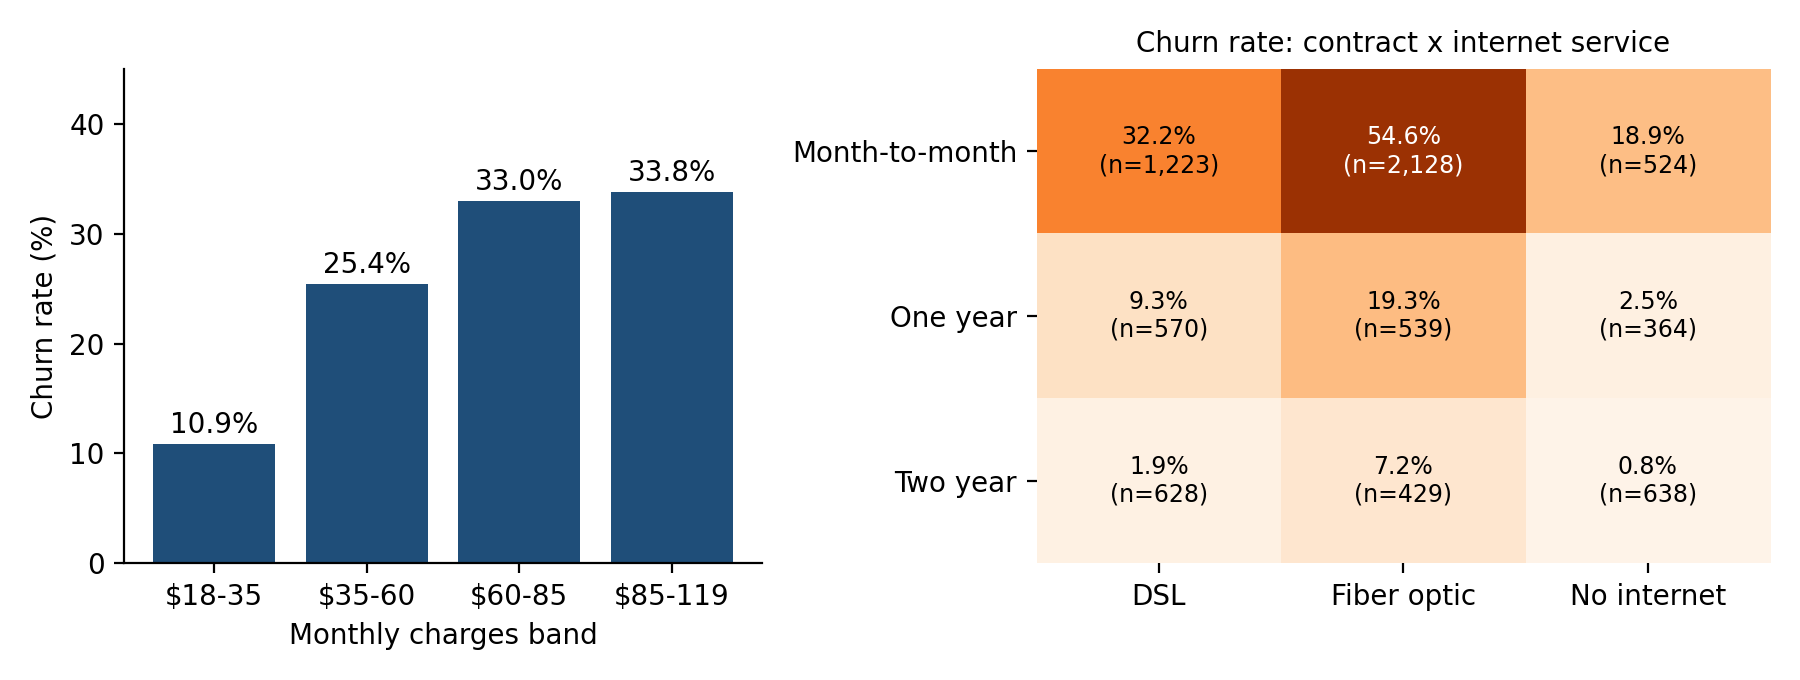 Churn rate (%)
40
30
20
10
0
10.9%
25.4%
33.0%
33.8%
$18-35
$35-60
$60-85
$85-119
Monthly charges band
Churn rate: contract x internet service
Month-to-month
32.2%
(n=1,223)
54.6%
(n=2,128)
18.9%
(n=524)
One year
9.3%
(n=570)
19.3%
(n=539)
2.5%
(n=364)
Two year
1.9%
(n=628)
7.2%
(n=429)
0.8%
(n=638)
DSL
Fiber optic
No internet